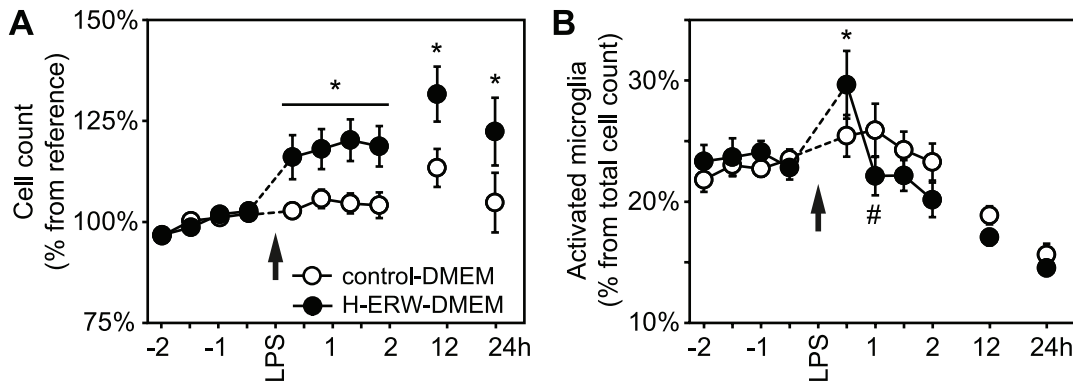 A
Cell count
(% from reference)
150%
125%
100%
75%
*
*
*
control-DMEM
H-ERW-DMEM
-2
-1
LPS
1
2
12
24h
B
Activated microglia
(% from total cell count)
30%
20%
10%
*
#
-2
-1
LPS
1
2
12
24h